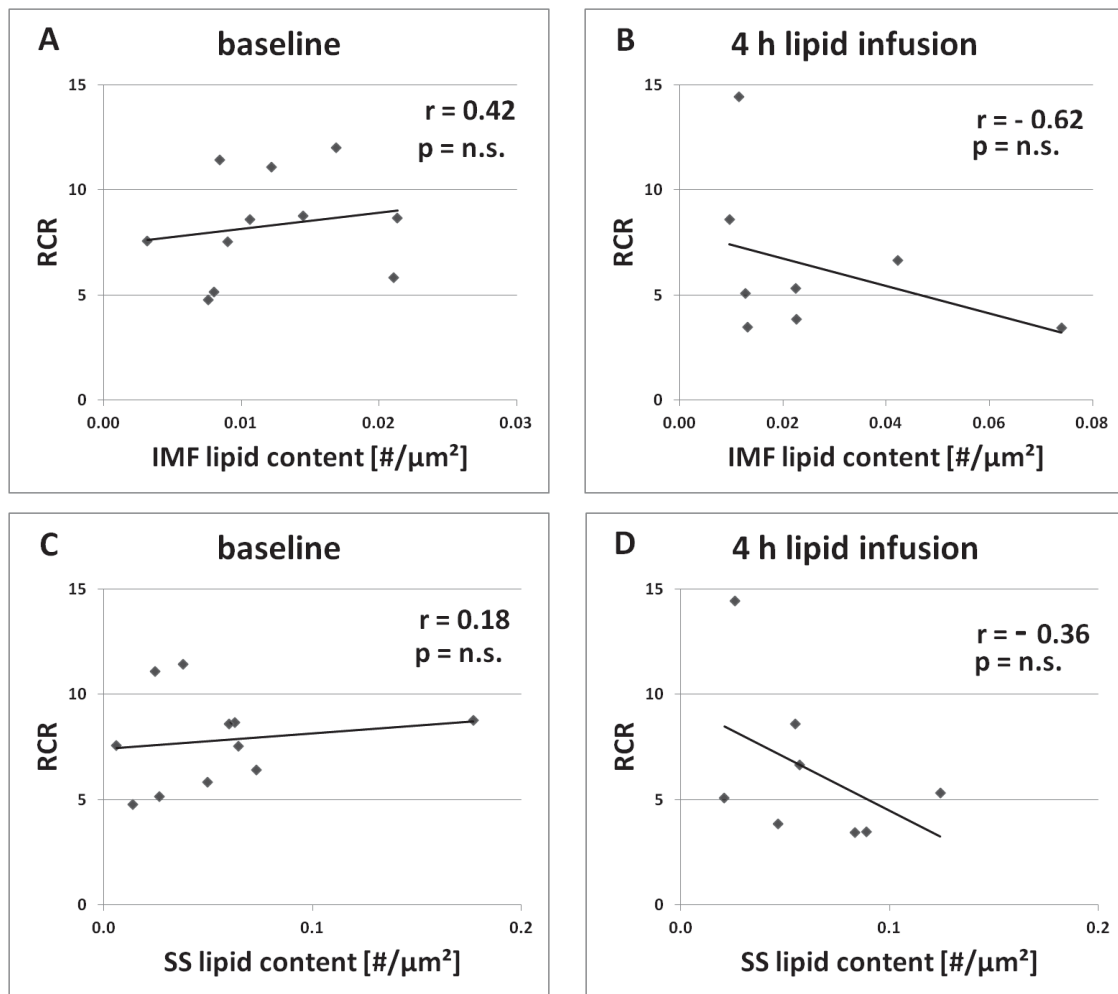 A
baseline
r = 0.42
p = n.s.
15
10
5
0
RCR
0.00
0.01
0.02
0.03
IMF lipid content [#/µm²]
B
4 h lipid infusion
r = - 0.62
p = n.s.
15
10
5
0
RCR
0.00
0.02
0.04
0.06
0.08
IMF lipid content [#/µm²]
C
baseline
r = 0.18
p = n.s.
15
10
5
0
RCR
0.0
0.1
0.2
SS lipid content [#/µm²]
D
4 h lipid infusion
r = - 0.36
p = n.s.
15
10
5
0
RCR
0.0
0.1
0.2
SS lipid content [#/µm²]